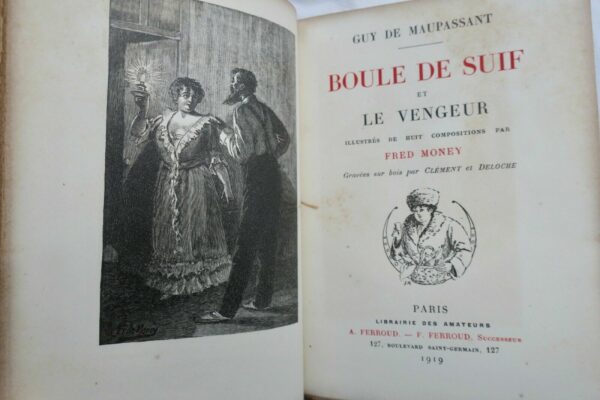 GUY DE MAUPASSANT
BOULE DE SUIF
ET
LE VENGEUR
ILLUSTRÉS DE HUIT COMPOSITIONS PAR
FRED MONEY
Gravées sur bois par CLÉMENT et DELOCHE
PARIS
LIBRAIRIE DES AMATEURS
A. FERROUD. — F. FERROUD, SUCCESSEUR
127, BOULEVARD SAINT-GERMAIN, 127
1919